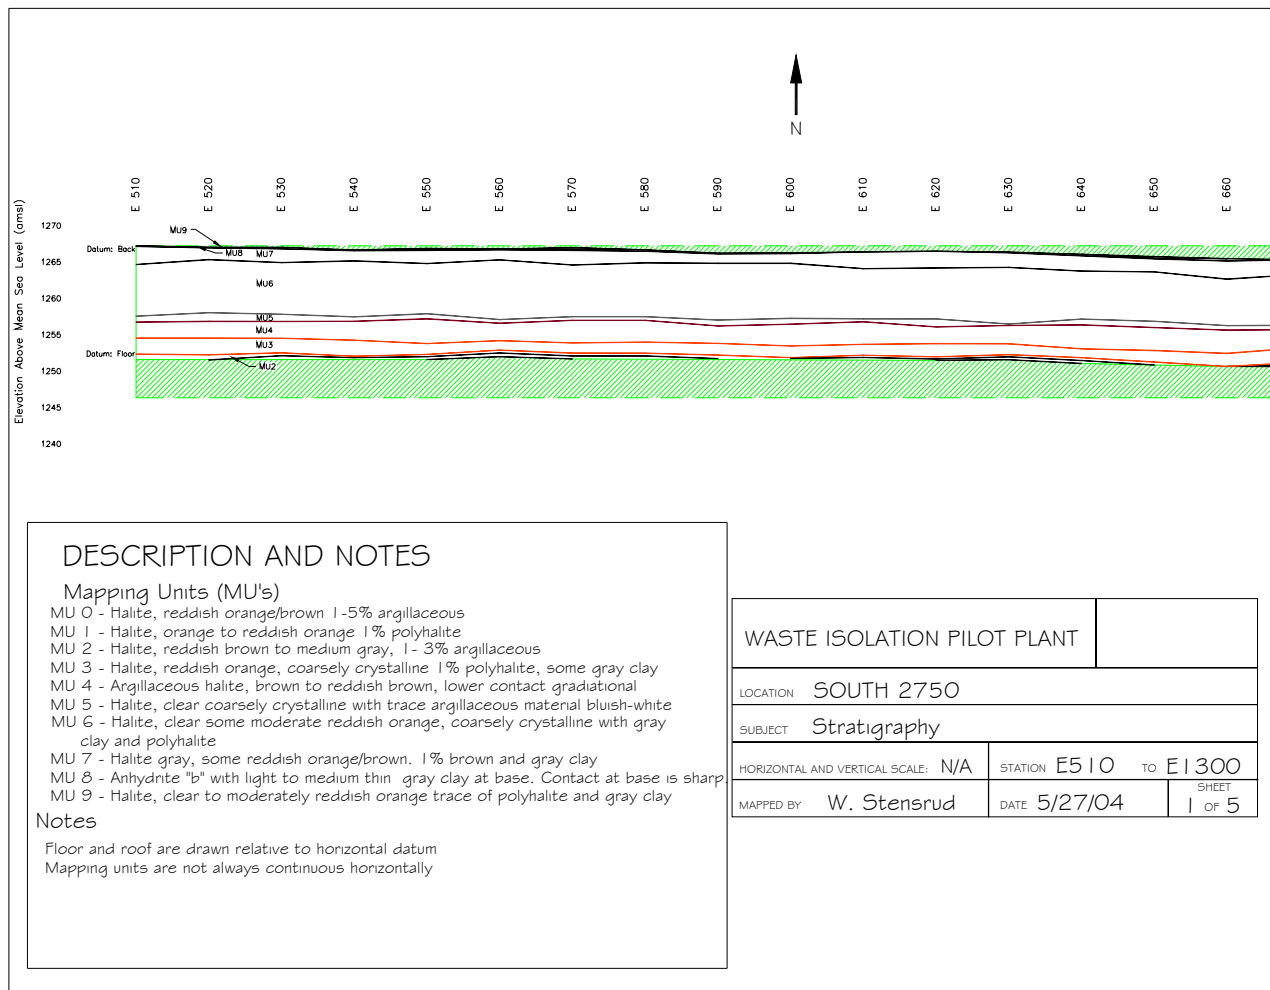 N
E 510
E 520
E 530
E 540
E 550
E 560
E 570
E 580
E 590
E 600
E 610
E 620
E 630
E 640
E 650
E 660
Elevation Above Mean Sea Level (amsl)
1270
1265
1260
1255
1250
1245
1240
MU9
Datum: Back
MU8
MU7
MU6
MU5
MU4
MU3
Datum: Floor
MU2
DESCRIPTION AND NOTES
Mapping Units (MU's)
MU 0 - Halite, reddish orange/brown 1-5% argillaceous
MU 1 - Halite, orange to reddish orange 1% polyhalite
MU 2 - Halite, reddish brown to medium gray, 1- 3% argillaceous
MU 3 - Halite, reddish orange, coarsely crystalline 1% polyhalite, some gray clay
MU 4 - Argillaceous halite, brown to reddish brown, lower contact gradiational
MU 5 - Halite, clear coarsely crystalline with trace argillaceous material bluish-white
MU 6 - Halite, clear some moderate reddish orange, coarsely crystalline with gray
clay and polyhalite
MU 7 - Halite gray, some reddish orange/brown. 1% brown and gray clay
MU 8 - Anhydrite "b" with light to medium thin gray clay at base. Contact at base is sharp.
MU 9 - Halite, clear to moderately reddish orange trace of polyhalite and gray clay
Notes
Floor and roof are drawn relative to horizontal datum
Mapping units are not always continuous horizontally
WASTE ISOLATION PILOT PLANT
LOCATION SOUTH 2750
SUBJECT Stratigraphy
HORIZONTAL AND VERTICAL SCALE: N/A
STATION E510 TO E1300
MAPPED BY W. Stensrud
DATE 5/27/04
SHEET
1 OF 5